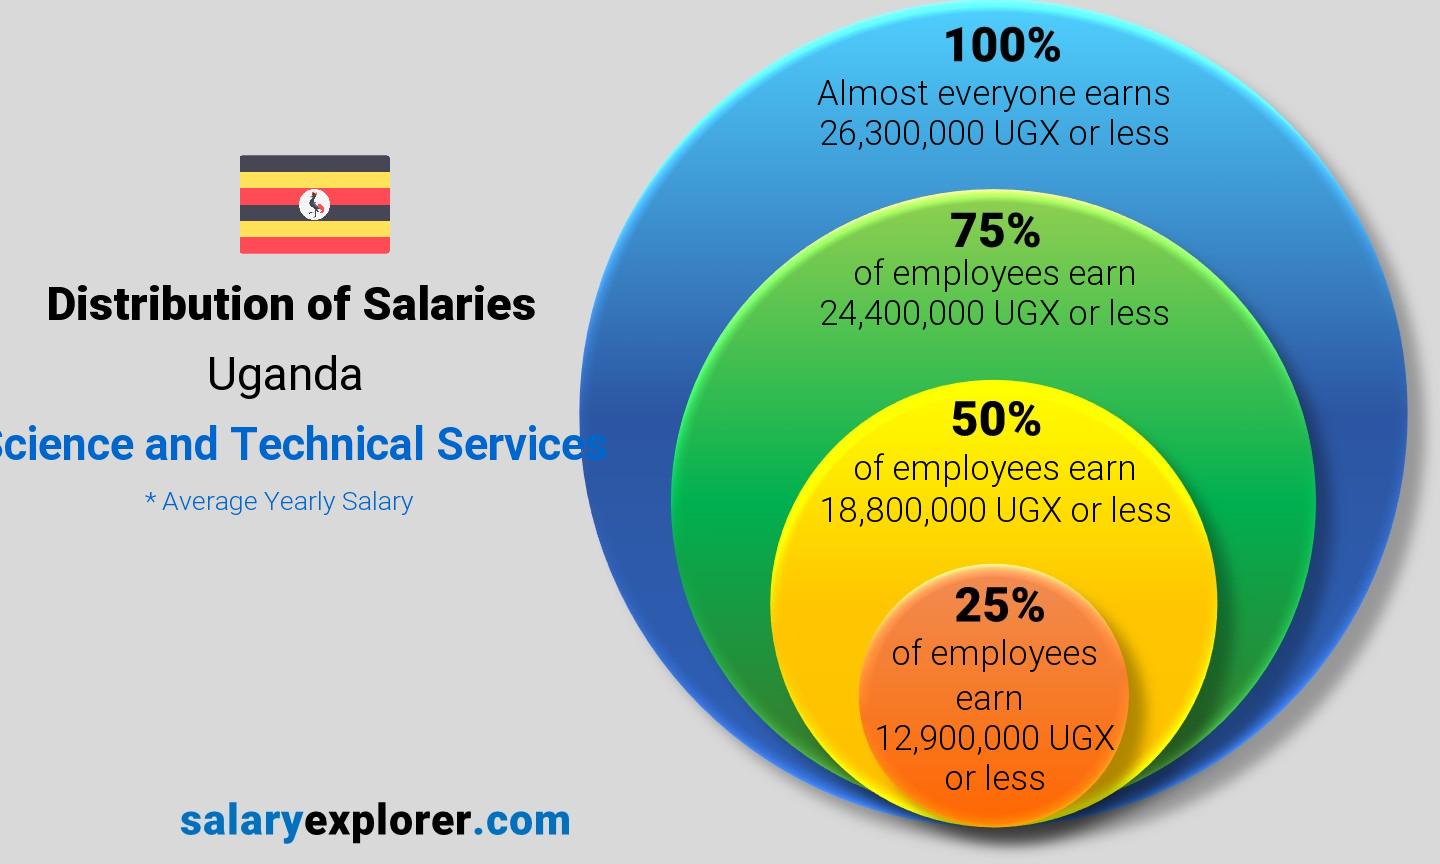 Distribution of Salaries
Uganda
Science and Technical Services
* Average Yearly Salary
salaryexplorer.com
100%
Almost everyone earns
26,300,000 UGX or less
75%
of employees earn
24,400,000 UGX or less
50%
of employees earn
18,800,000 UGX or less
25%
of employees
earn
12,900,000 UGX
or less